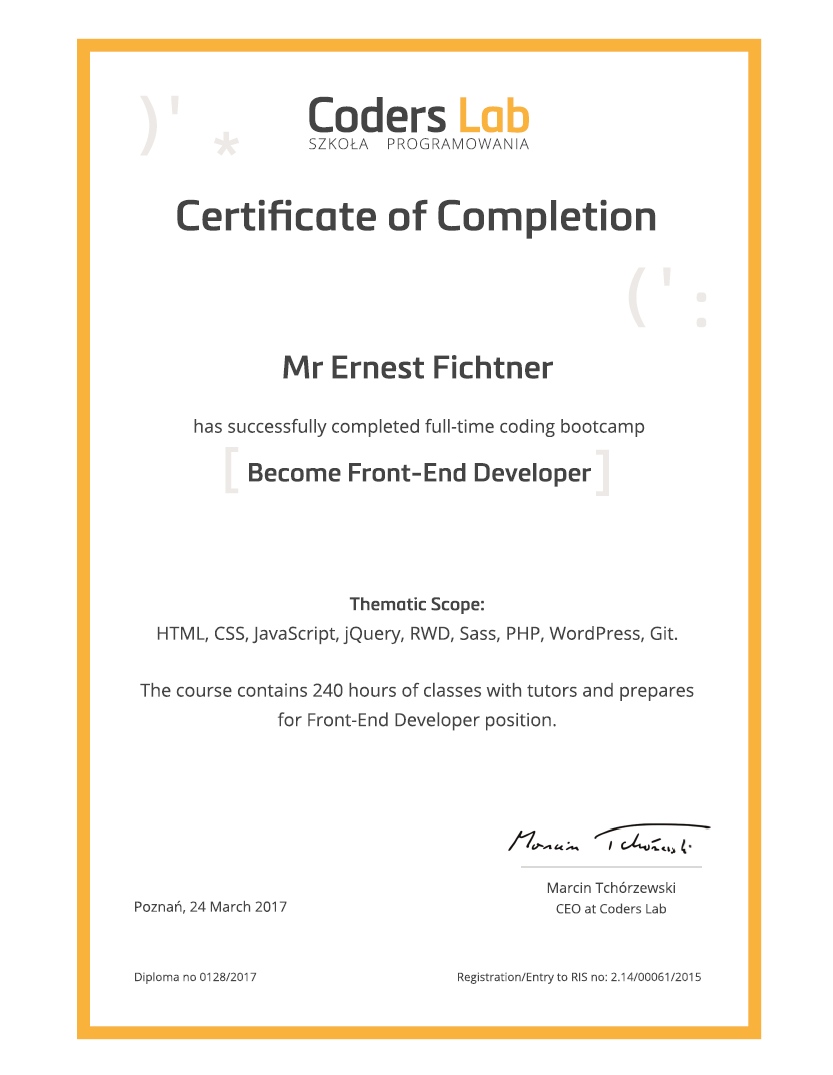 )' *
Coders Lab
SZKOŁA PROGRAMOWANIA
Certificate of Completion
(' :
Mr Ernest Fichtner
has successfully completed full-time coding bootcamp
[ Become Front-End Developer ]
Thematic Scope:
HTML, CSS, JavaScript, jQuery, RWD, Sass, PHP, WordPress, Git.
The course contains 240 hours of classes with tutors and prepares
for Front-End Developer position.
Marcin Tchórzewski
Marcin Tchórzewski
CEO at Coders Lab
Poznań, 24 March 2017
Diploma no 0128/2017
Registration/Entry to RIS no: 2.14/00061/2015